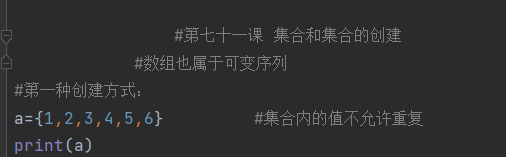 #第七十一课 集合和集合的创建
#数组也属于可变序列
#第一种创建方式:
a={1,2,3,4,5,6} #集合内的值不允许重复
print(a)